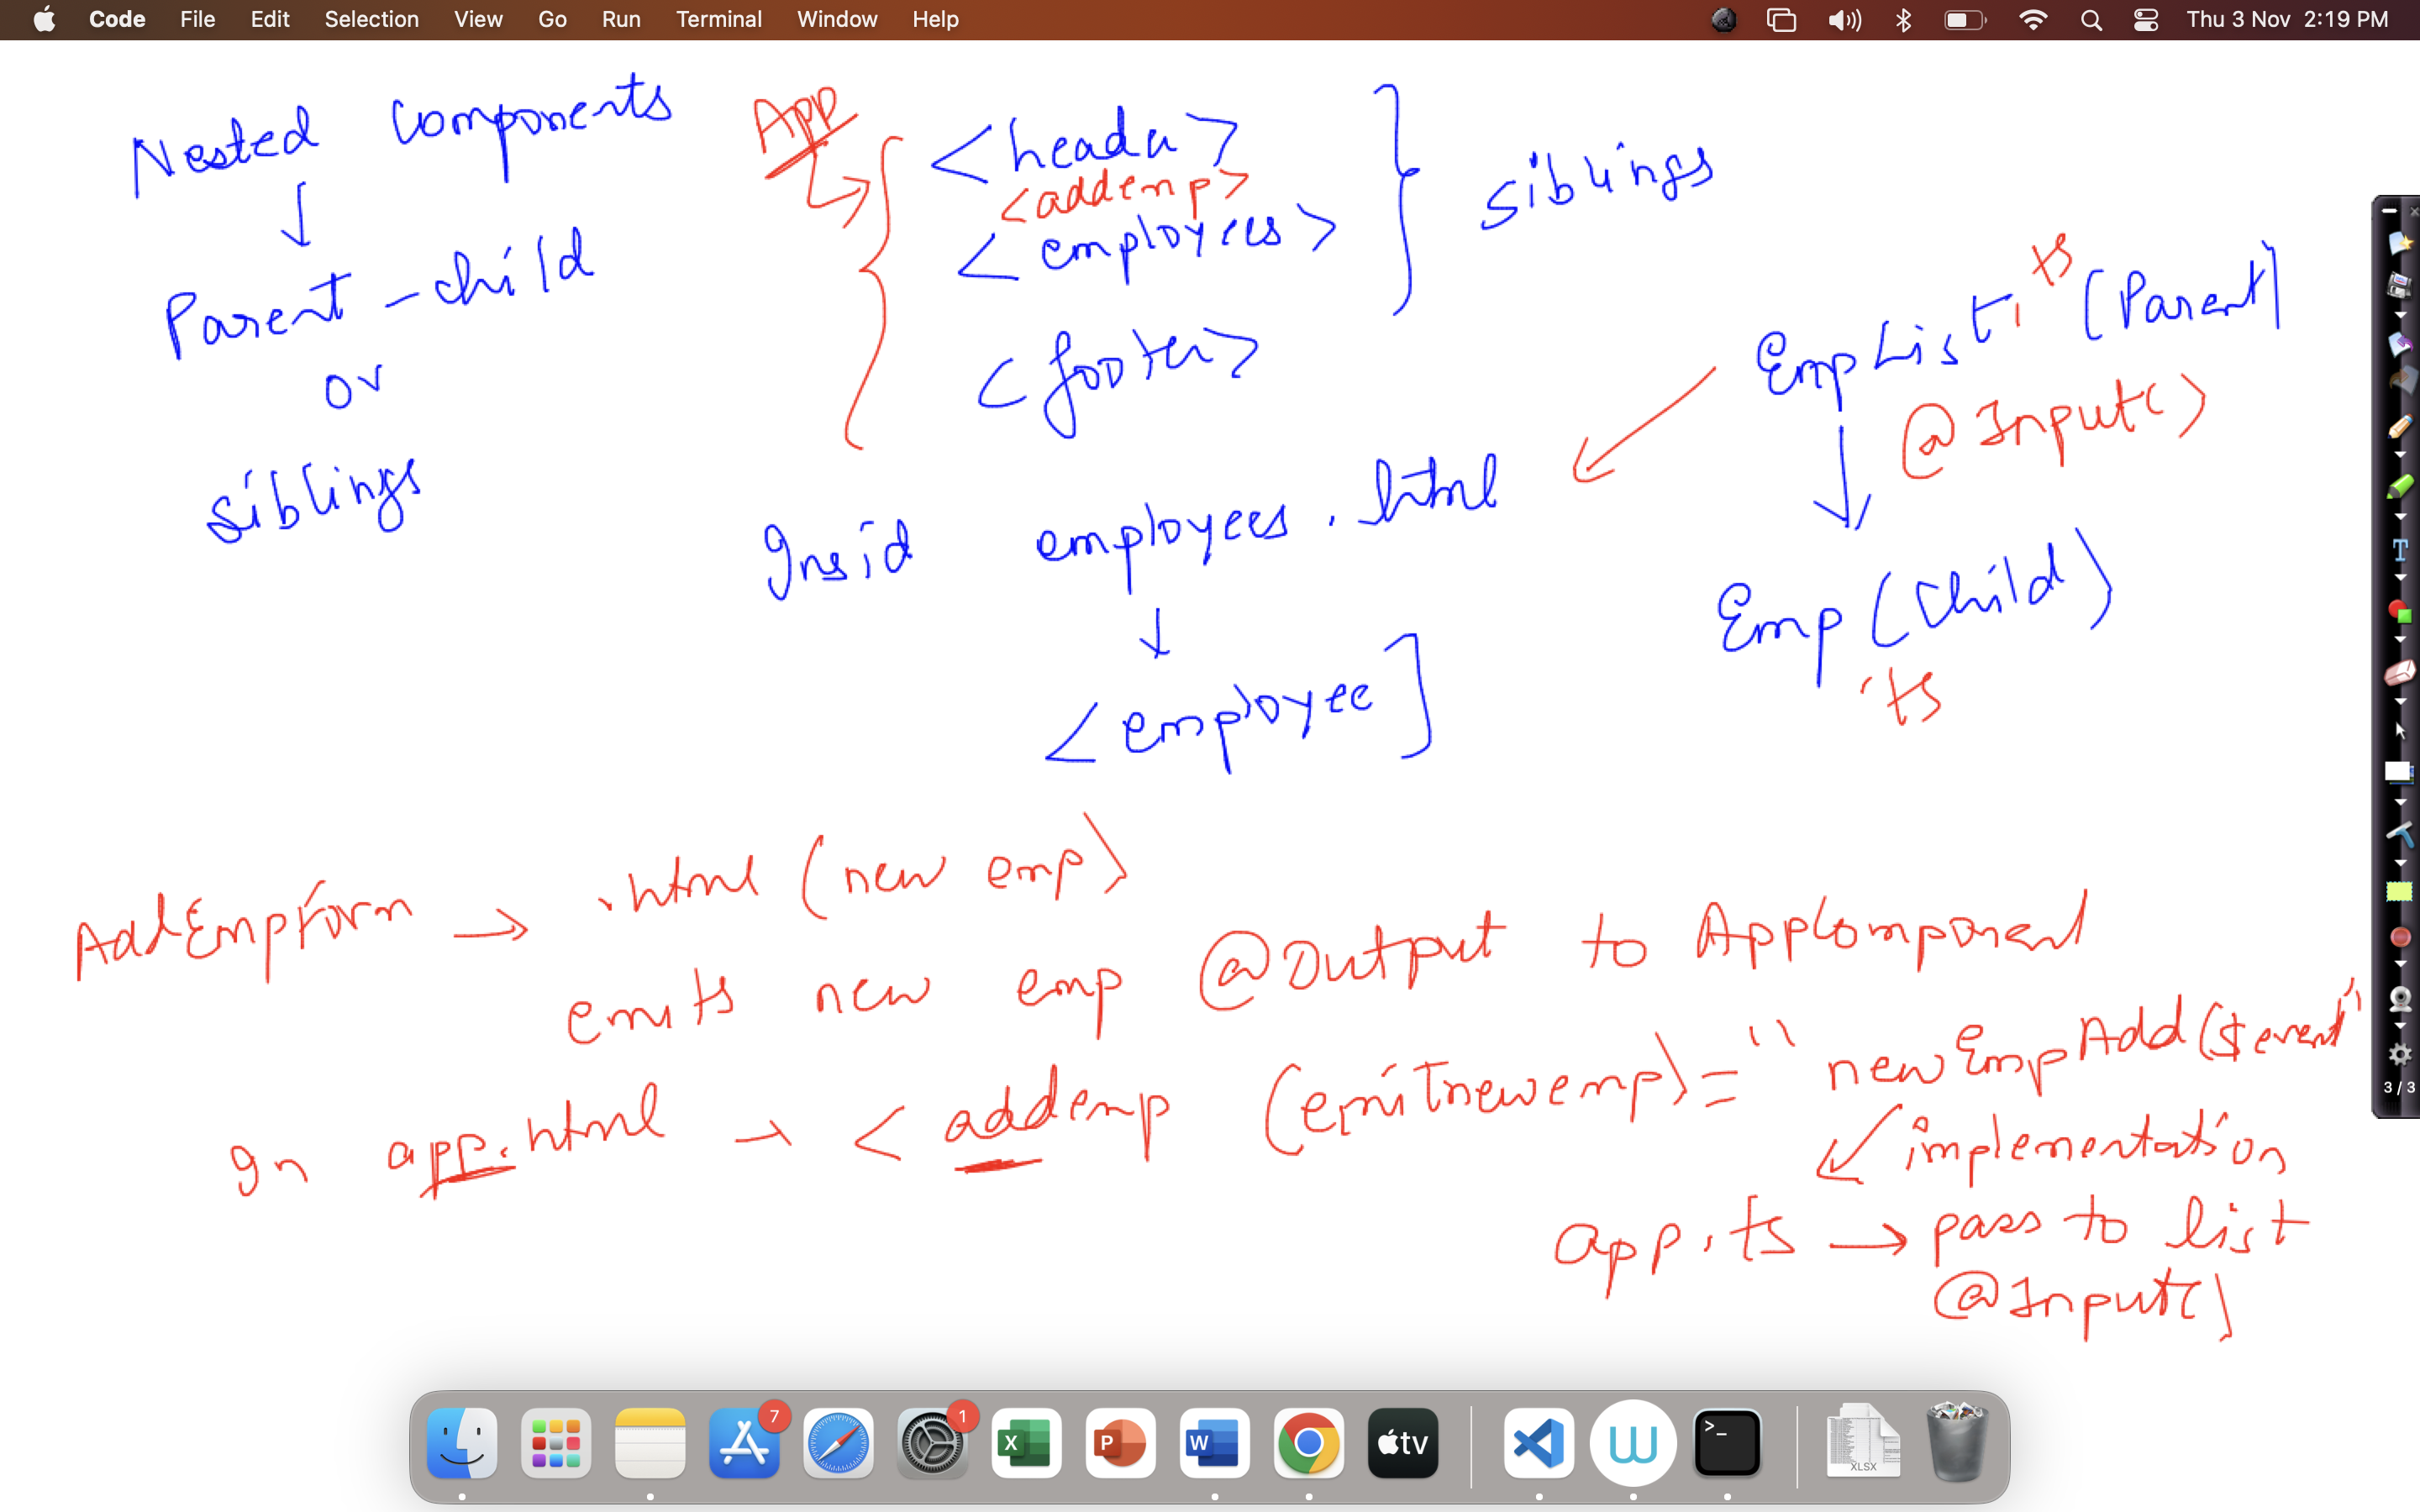 Code File Edit Selection View Go Run Terminal Window Help Thu 3 Nov 2:19 PM
Nested components
↓
Parent - child
or
siblings
App
<header>
<addemp>
<employees>
<footer>
} siblings
Insid employees.html
↓
<employee]
EmpList.ts (Parent)
@Input()
Emp (Child)
.ts
AddEmpForm → .html (new emp)
emits new emp @Output to AppComponent
In app.html → <addemp (emitnewemp)="newEmpAdd($event"
implementation
app.ts → pass to list
@Input()
3/3
7
1
X
P
W
tv
W
>_
XLSX